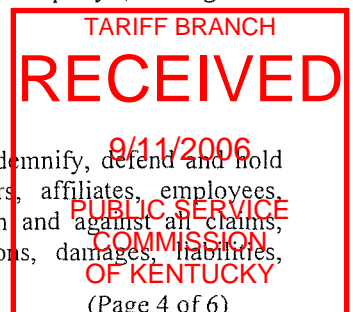 TARIFF BRANCH
RECEIVED
9/11/2006
demnify, defend and hold
rs, affiliates, employees,
PUBLIC SERVICE
n and against all claims,
COMMISSION
ons, damages, liabilities,
OF KENTUCKY
(Page 4 of 6)